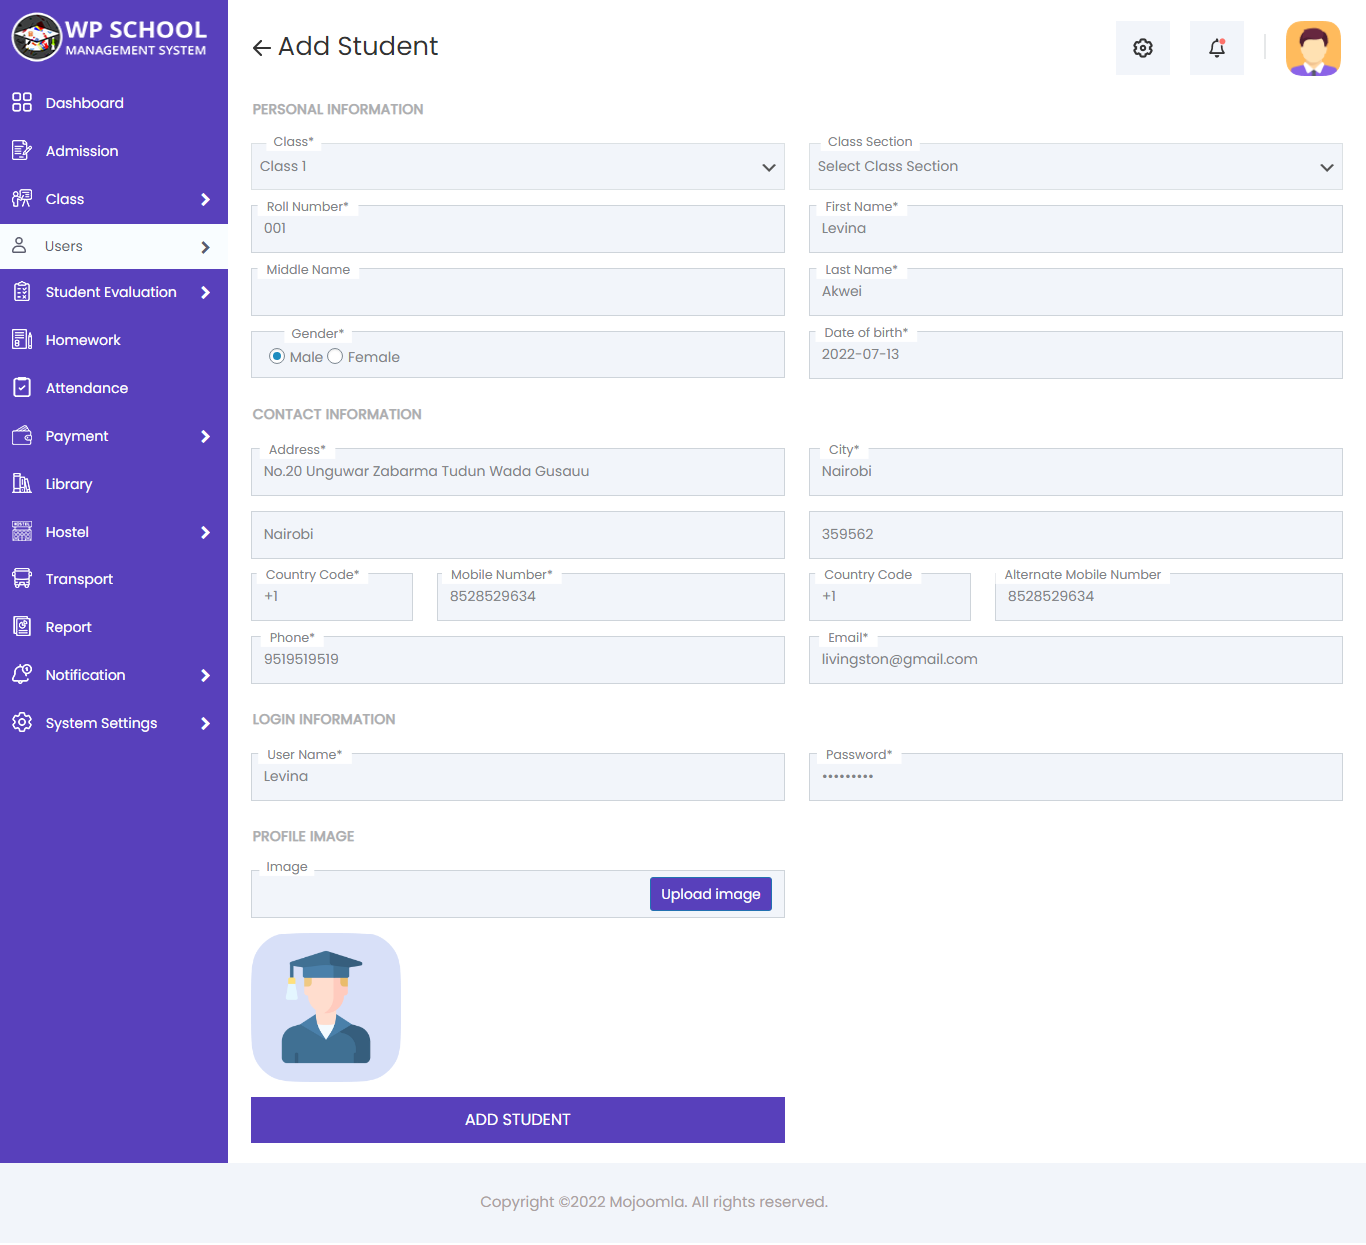 WP SCHOOL
MANAGEMENT SYSTEM
Dashboard
Admission
Class
Users
Student Evaluation
Homework
Attendance
Payment
Library
Hostel
Transport
Report
Notification
System Settings
Add Student
PERSONAL INFORMATION
Class*
Class 1
Class Section
Select Class Section
Roll Number*
001
First Name*
Levina
Middle Name
Last Name*
Akwei
Gender*
Male Female
Date of birth*
2022-07-13
CONTACT INFORMATION
Address*
No.20 Unguwar Zabarma Tudun Wada Gusauu
City*
Nairobi
Nairobi
359562
Country Code*
+1
Mobile Number*
8528529634
Country Code
+1
Alternate Mobile Number
8528529634
Phone*
9519519519
Email*
livingston@gmail.com
LOGIN INFORMATION
User Name*
Levina
Password*
•••••••••
PROFILE IMAGE
Image
Upload image
ADD STUDENT
Copyright ©2022 Mojoomla. All rights reserved.